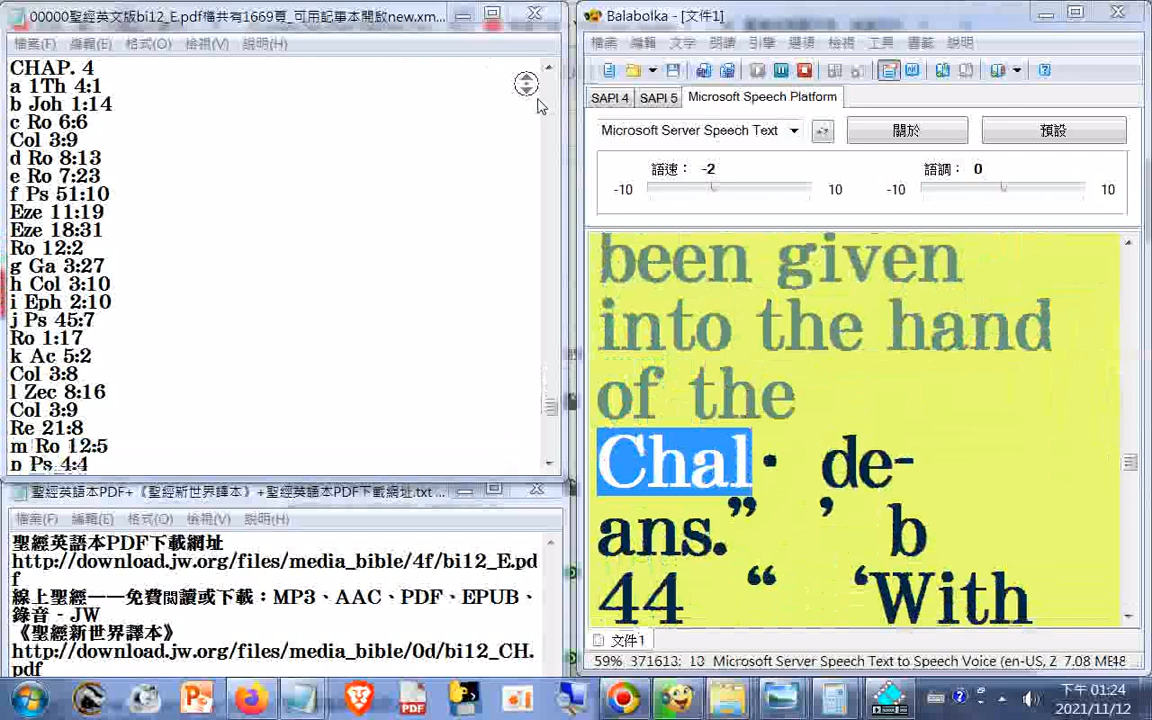 00000聖經英文版bi12_E.pdf檔共有1669頁_可用記事本開啟new.xm...
檔案(F) 編輯(E) 格式(O) 檢視(V) 說明(H)
CHAP. 4
a 1Th 4:1
b Joh 1:14
c Ro 6:6
Col 3:9
d Ro 8:13
e Ro 7:23
f Ps 51:10
Eze 11:19
Eze 18:31
Ro 12:2
g Ga 3:27
h Col 3:10
i Eph 2:10
j Ps 45:7
Ro 1:17
k Ac 5:2
Col 3:8
l Zec 8:16
Col 3:9
Re 21:8
m Ro 12:5
p Ps 4:4
聖經英語本PDF+《聖經新世界譯本》+聖經英語本PDF下載網址.txt ...
檔案(F) 編輯(E) 格式(O) 檢視(V) 說明(H)
聖經英語本PDF下載網址
http://download.jw.org/files/media_bible/4f/bi12_E.pd
f
線上聖經——免費閱讀或下載：MP3、AAC、PDF、EPUB、
錄音 - JW
《聖經新世界譯本》
http://download.jw.org/files/media_bible/0d/bi12_CH.
pdf
Balabolka - [文件1]
檔案 編輯 文字 朗讀 引擎 選項 檢視 工具 書籤 說明
SAPI 4 SAPI 5 Microsoft Speech Platform
Microsoft Server Speech Text 關於 預設
語速： -2 語調： 0
-10 10 -10 10
been given
into the hand
of the
Chal· de-
ans.” ’ b
44 “ ‘With
文件1
59% 371613: 13 Microsoft Server Speech Text to Speech Voice (en-US, Z 7.08 ME48
下午 01:24
2021/11/12